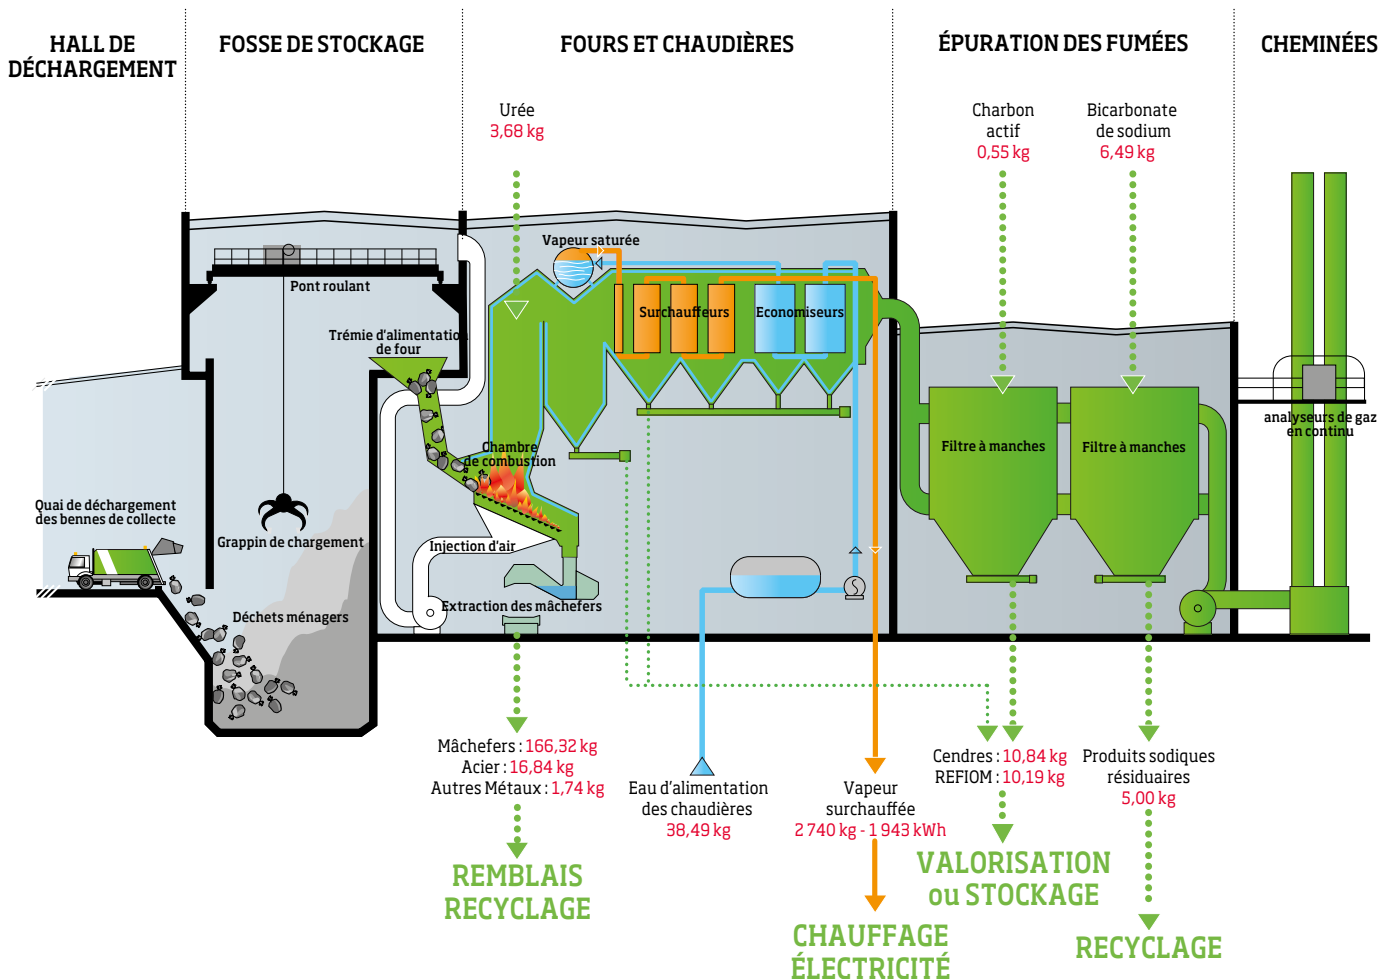 HALL DE
DÉCHARGEMENT
FOSSE DE STOCKAGE
FOURS ET CHAUDIÈRES
ÉPURATION DES FUMÉES
CHEMINÉES
Urée
3,68 kg
Charbon
actif
0,55 kg
Bicarbonate
de sodium
6,49 kg
Vapeur saturée
Pont roulant
Surchauffeurs
Economiseurs
Trémie d'alimentation
de four
analyseurs de gaz
en continu
Chambre
de combustion
Filtre à manches
Filtre à manches
Quai de déchargement
des bennes de collecte
Grappin de chargement
Injection d'air
Extraction des mâchefers
Déchets ménagers
Mâchefers : 166,32 kg
Acier : 16,84 kg
Autres Métaux : 1,74 kg
Eau d'alimentation
des chaudières
38,49 kg
Vapeur
surchauffée
2 740 kg - 1 943 kWh
Cendres : 10,84 kg
REFIOM : 10,19 kg
Produits sodiques
résiduaires
5,00 kg
REMBLAIS
RECYCLAGE
CHAUFFAGE
ÉLECTRICITÉ
VALORISATION
ou STOCKAGE
RECYCLAGE